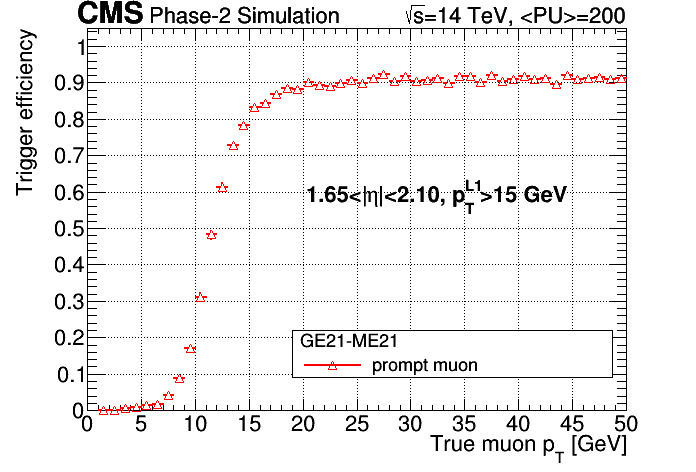 CMS Phase-2 Simulation √s=14 TeV, <PU>=200
Trigger efficiency
1
0.9
0.8
0.7
0.6
0.5
0.4
0.3
0.2
0.1
0
1.65<|η|<2.10, p_T^L1>15 GeV
GE21-ME21
prompt muon
0 5 10 15 20 25 30 35 40 45 50
True muon p_T [GeV]